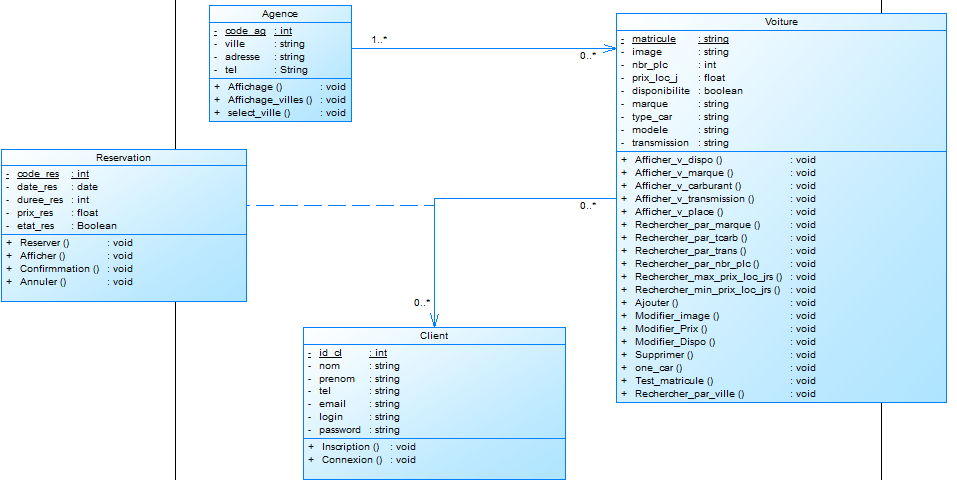 Agence
- code_ag : int
- ville : string
- adresse : string
- tel : String
+ Affichage () : void
+ Affichage_villes () : void
+ select_ville () : void
1..*
0..*
Voiture
- matricule : string
- image : string
- nbr_plc : int
- prix_loc_j : float
- disponibilite : boolean
- marque : string
- type_car : string
- modele : string
- transmission : string
+ Afficher_v_dispo () : void
+ Afficher_v_marque () : void
+ Afficher_v_carburant () : void
+ Afficher_v_transmission () : void
+ Afficher_v_place () : void
+ Rechercher_par_marque () : void
+ Rechercher_par_tcarb () : void
+ Rechercher_par_trans () : void
+ Rechercher_par_nbr_plc () : void
+ Rechercher_max_prix_loc_jrs () : void
+ Rechercher_min_prix_loc_jrs () : void
+ Ajouter () : void
+ Modifier_image () : void
+ Modifier_Prix () : void
+ Modifier_Dispo () : void
+ Supprimer () : void
+ one_car () : void
+ Test_matricule () : void
+ Rechercher_par_ville () : void
Reservation
- code_res : int
- date_res : date
- duree_res : int
- prix_res : float
- etat_res : Boolean
+ Reserver () : void
+ Afficher () : void
+ Confirmmation () : void
+ Annuler () : void
0..*
0..*
Client
- id_cl : int
- nom : string
- prenom : string
- tel : string
- email : string
- login : string
- password : string
+ Inscription () : void
+ Connexion () : void